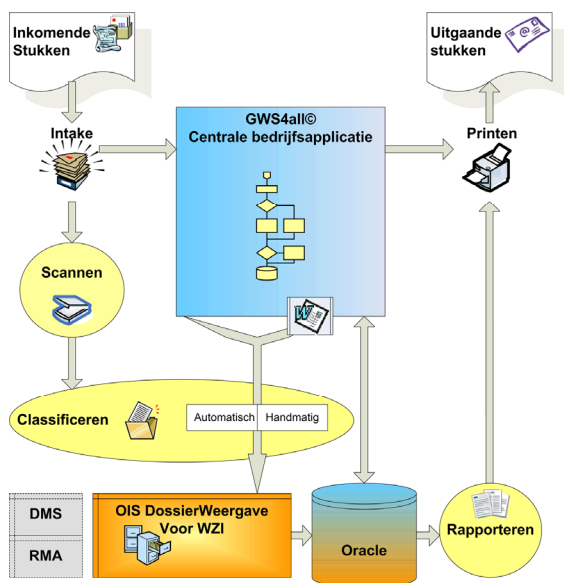 Inkomende
Stukken
Uitgaande
stukken
Intake
GWS4all©
Centrale bedrijfsapplicatie
Printen
Scannen
W
Classificeren
Automatisch
Handmatig
DMS
RMA
OIS DossierWeergave
Voor WZI
Oracle
Rapporteren